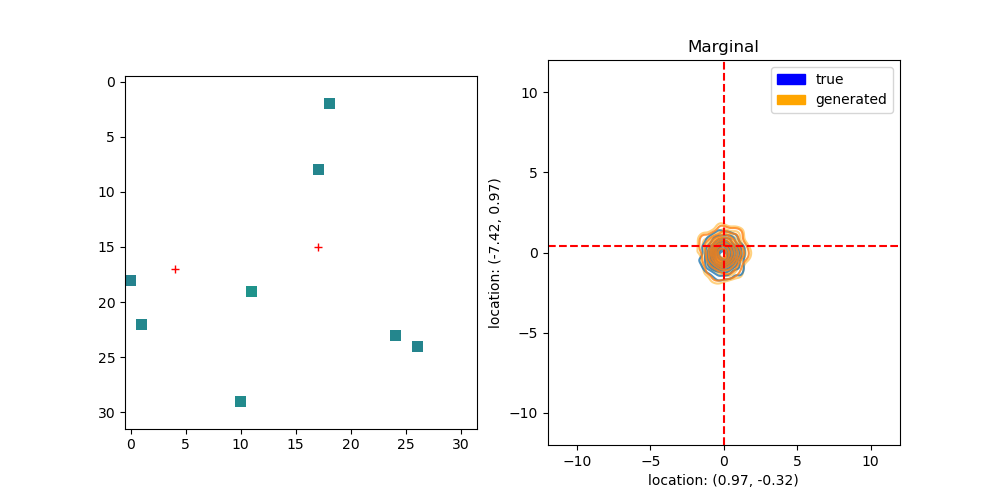 Marginal
0
5
10
15
20
25
30
0 5 10 15 20 25 30
true
generated
10
5
0
−5
−10
−10 −5 0 5 10
location: (-7.42, 0.97)
location: (0.97, -0.32)